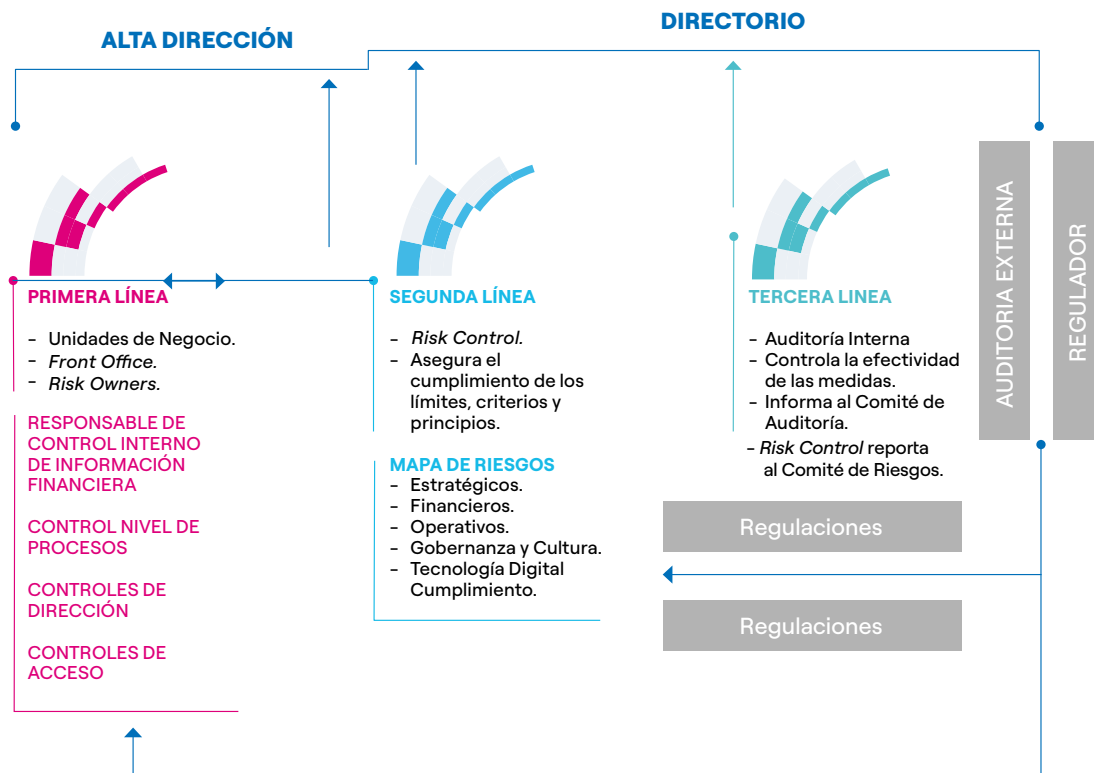 ALTA DIRECCIÓN
DIRECTORIO
PRIMERA LÍNEA
- Unidades de Negocio.
- Front Office.
- Risk Owners.
RESPONSABLE DE
CONTROL INTERNO
DE INFORMACIÓN
FINANCIERA
CONTROL NIVEL DE
PROCESOS
CONTROLES DE
DIRECCIÓN
CONTROLES DE
ACCESO
SEGUNDA LÍNEA
- Risk Control.
- Asegura el
cumplimiento de los
límites, criterios y
principios.
MAPA DE RIESGOS
- Estratégicos.
- Financieros.
- Operativos.
- Gobernanza y Cultura.
- Tecnología Digital
Cumplimiento.
TERCERA LINEA
- Auditoría Interna
- Controla la efectividad
de las medidas.
- Informa al Comité de
Auditoría.
- Risk Control reporta
al Comité de Riesgos.
Regulaciones
Regulaciones
AUDITORIA EXTERNA
REGULADOR